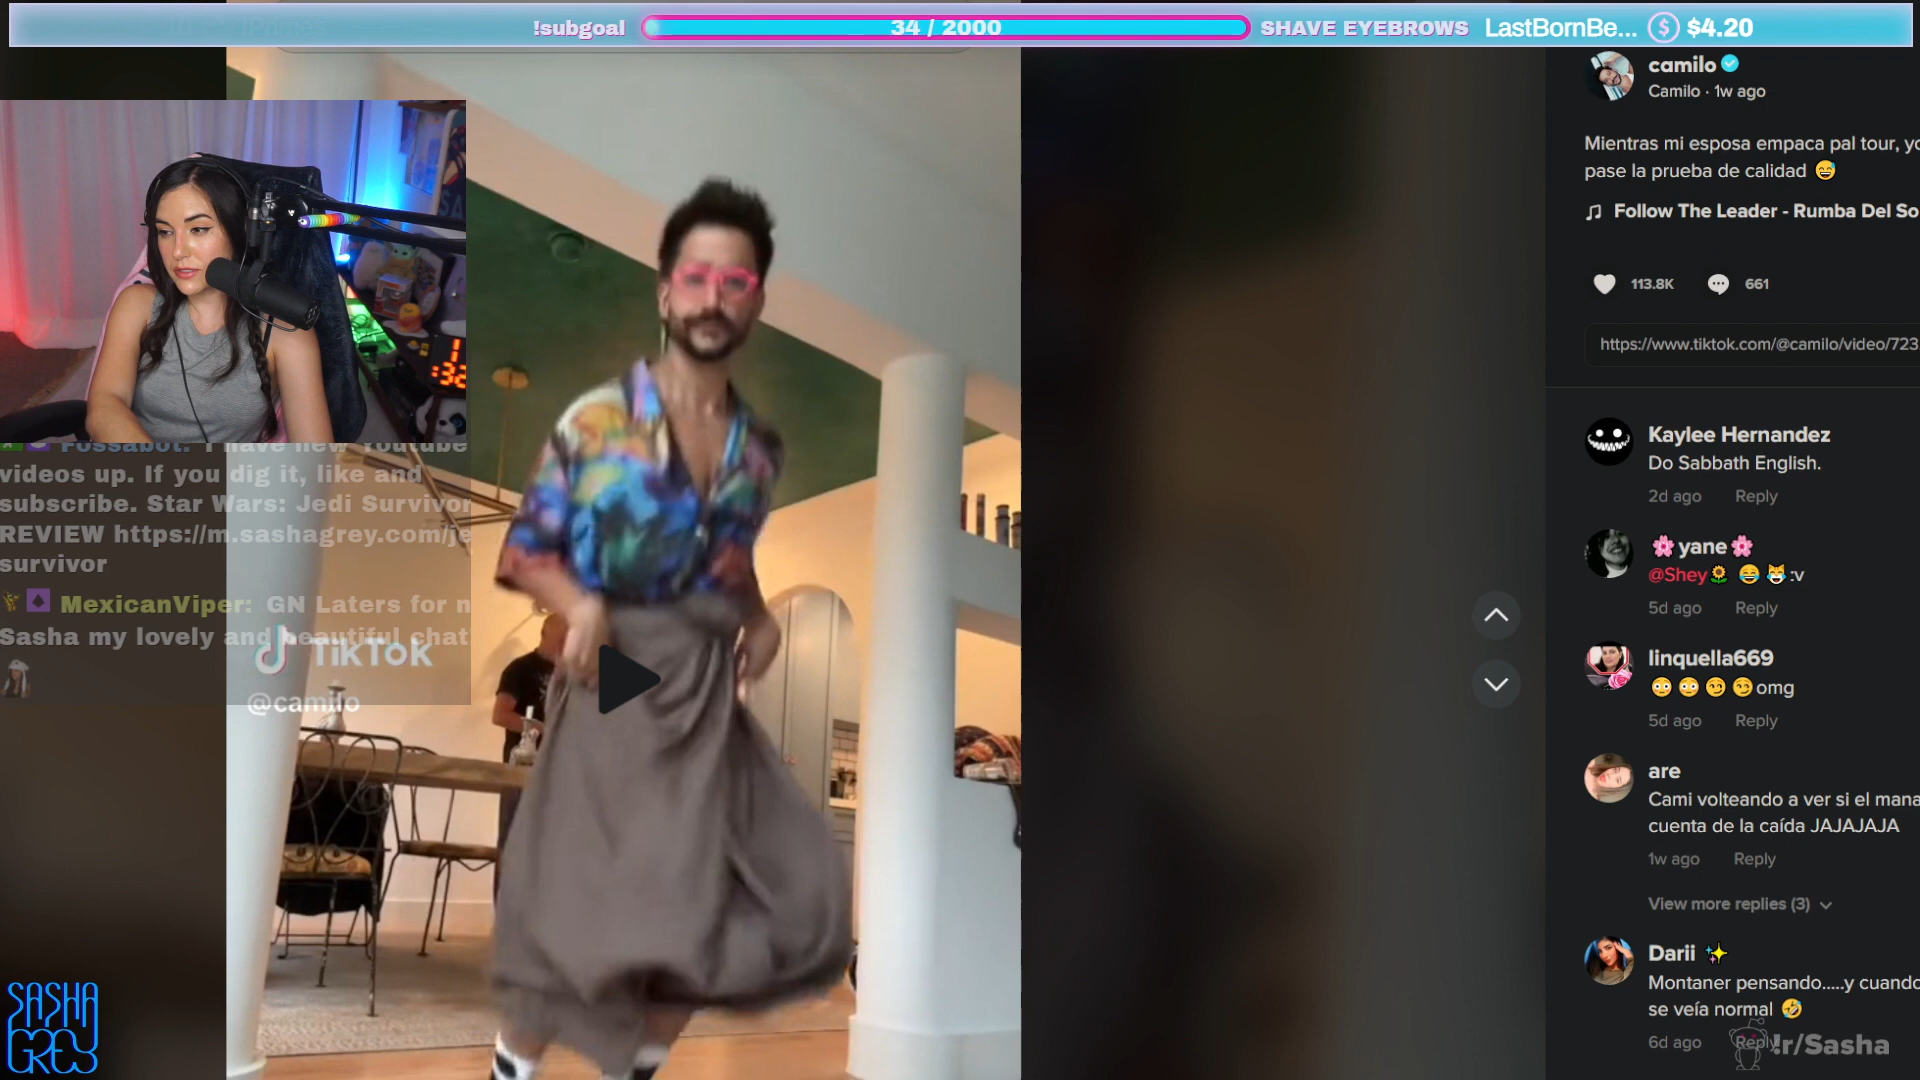 !subgoal
34 / 2000
SHAVE EYEBROWS
LastBornBe... $ $4.20
Fossabot: I have new Youtube
videos up. If you dig it, like and
subscribe. Star Wars: Jedi Survivor
REVIEW https://m.sashagrey.com/je
survivor
MexicanViper: GN Laters for n
Sasha my lovely and beautiful chat
TikTok
@camilo
SASHA
GREY
camilo
Camilo · 1w ago
Mientras mi esposa empaca pal tour, yo
pase la prueba de calidad 😅
Follow The Leader - Rumba Del So
113.8K
661
https://www.tiktok.com/@camilo/video/723
Kaylee Hernandez
Do Sabbath English.
2d ago Reply
🌸yane🌸
@Shey🌻 😂 😹:v
5d ago Reply
linquella669
😳 😳 😏 😏omg
5d ago Reply
are
Cami volteando a ver si el mana
cuenta de la caída JAJAJAJA
1w ago Reply
View more replies (3)
Darii ✨
Montaner pensando.....y cuando
se veía normal 🤣
6d ago Reply
!r/Sasha